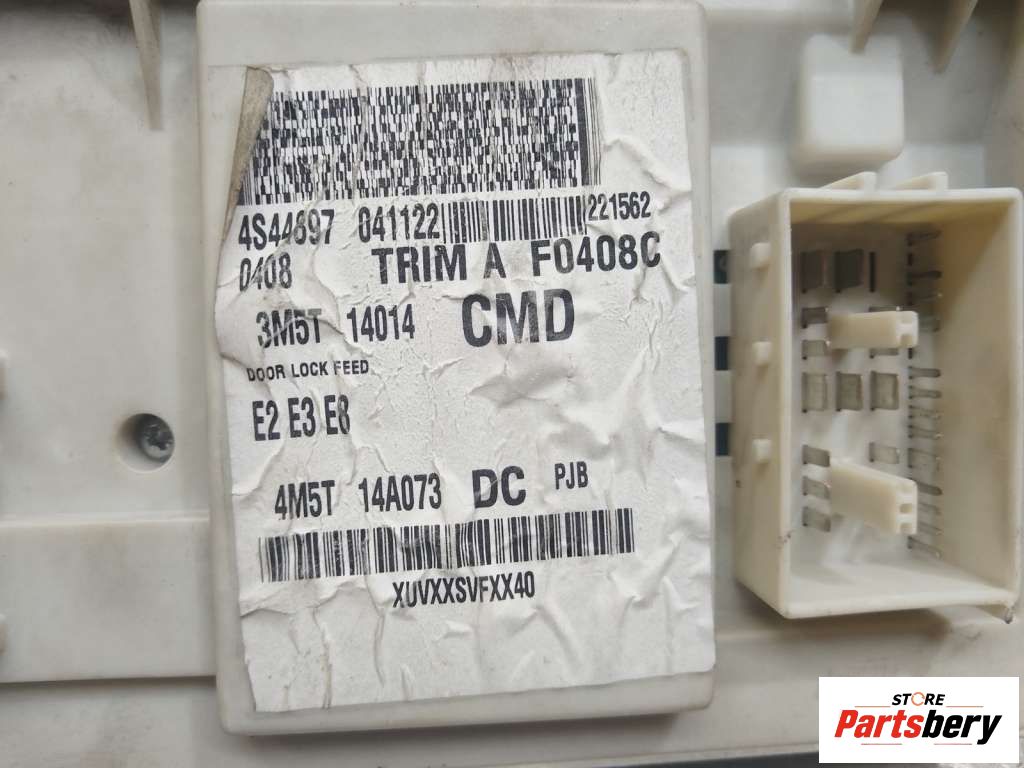 4S44697 041122 221562
0408 TRIM A F0408C
3M5T 14014 CMD
DOOR LOCK FEED
E2 E3 E8
4M5T 14A073 DC PJB
XUVXXSVFXX40
STORE
Partsbery